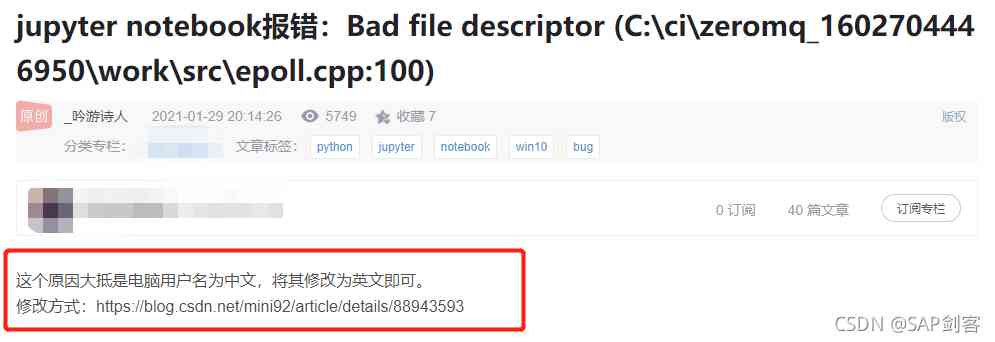 jupyter notebook报错：Bad file descriptor (C:\ci\zeromq_160270444
6950\work\src\epoll.cpp:100)
原创 _吟游诗人 2021-01-29 20:14:26 5749 收藏 7 版权
分类专栏： 文章标签： python jupyter notebook win10 bug
0 订阅 40 篇文章 订阅专栏
这个原因大抵是电脑用户名为中文，将其修改为英文即可。
修改方式：https://blog.csdn.net/mini92/article/details/88943593
CSDN @SAP剑客